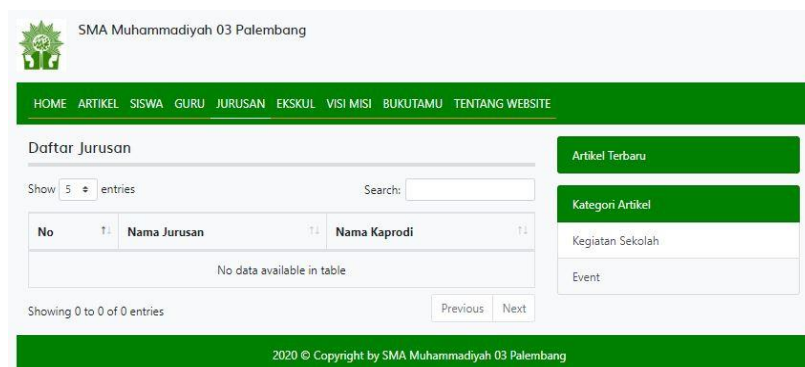 SMA Muhammadiyah 03 Palembang
HOME ARTIKEL SISWA GURU JURUSAN EKSKUL VISI MISI BUKUTAMU TENTANG WEBSITE
Daftar Jurusan
Show 5 entries Search:
No Nama Jurusan Nama Kaprodi
No data available in table
Showing 0 to 0 of 0 entries Previous Next
Artikel Terbaru
Kategori Artikel
Kegiatan Sekolah
Event
2020 © Copyright by SMA Muhammadiyah 03 Palembang